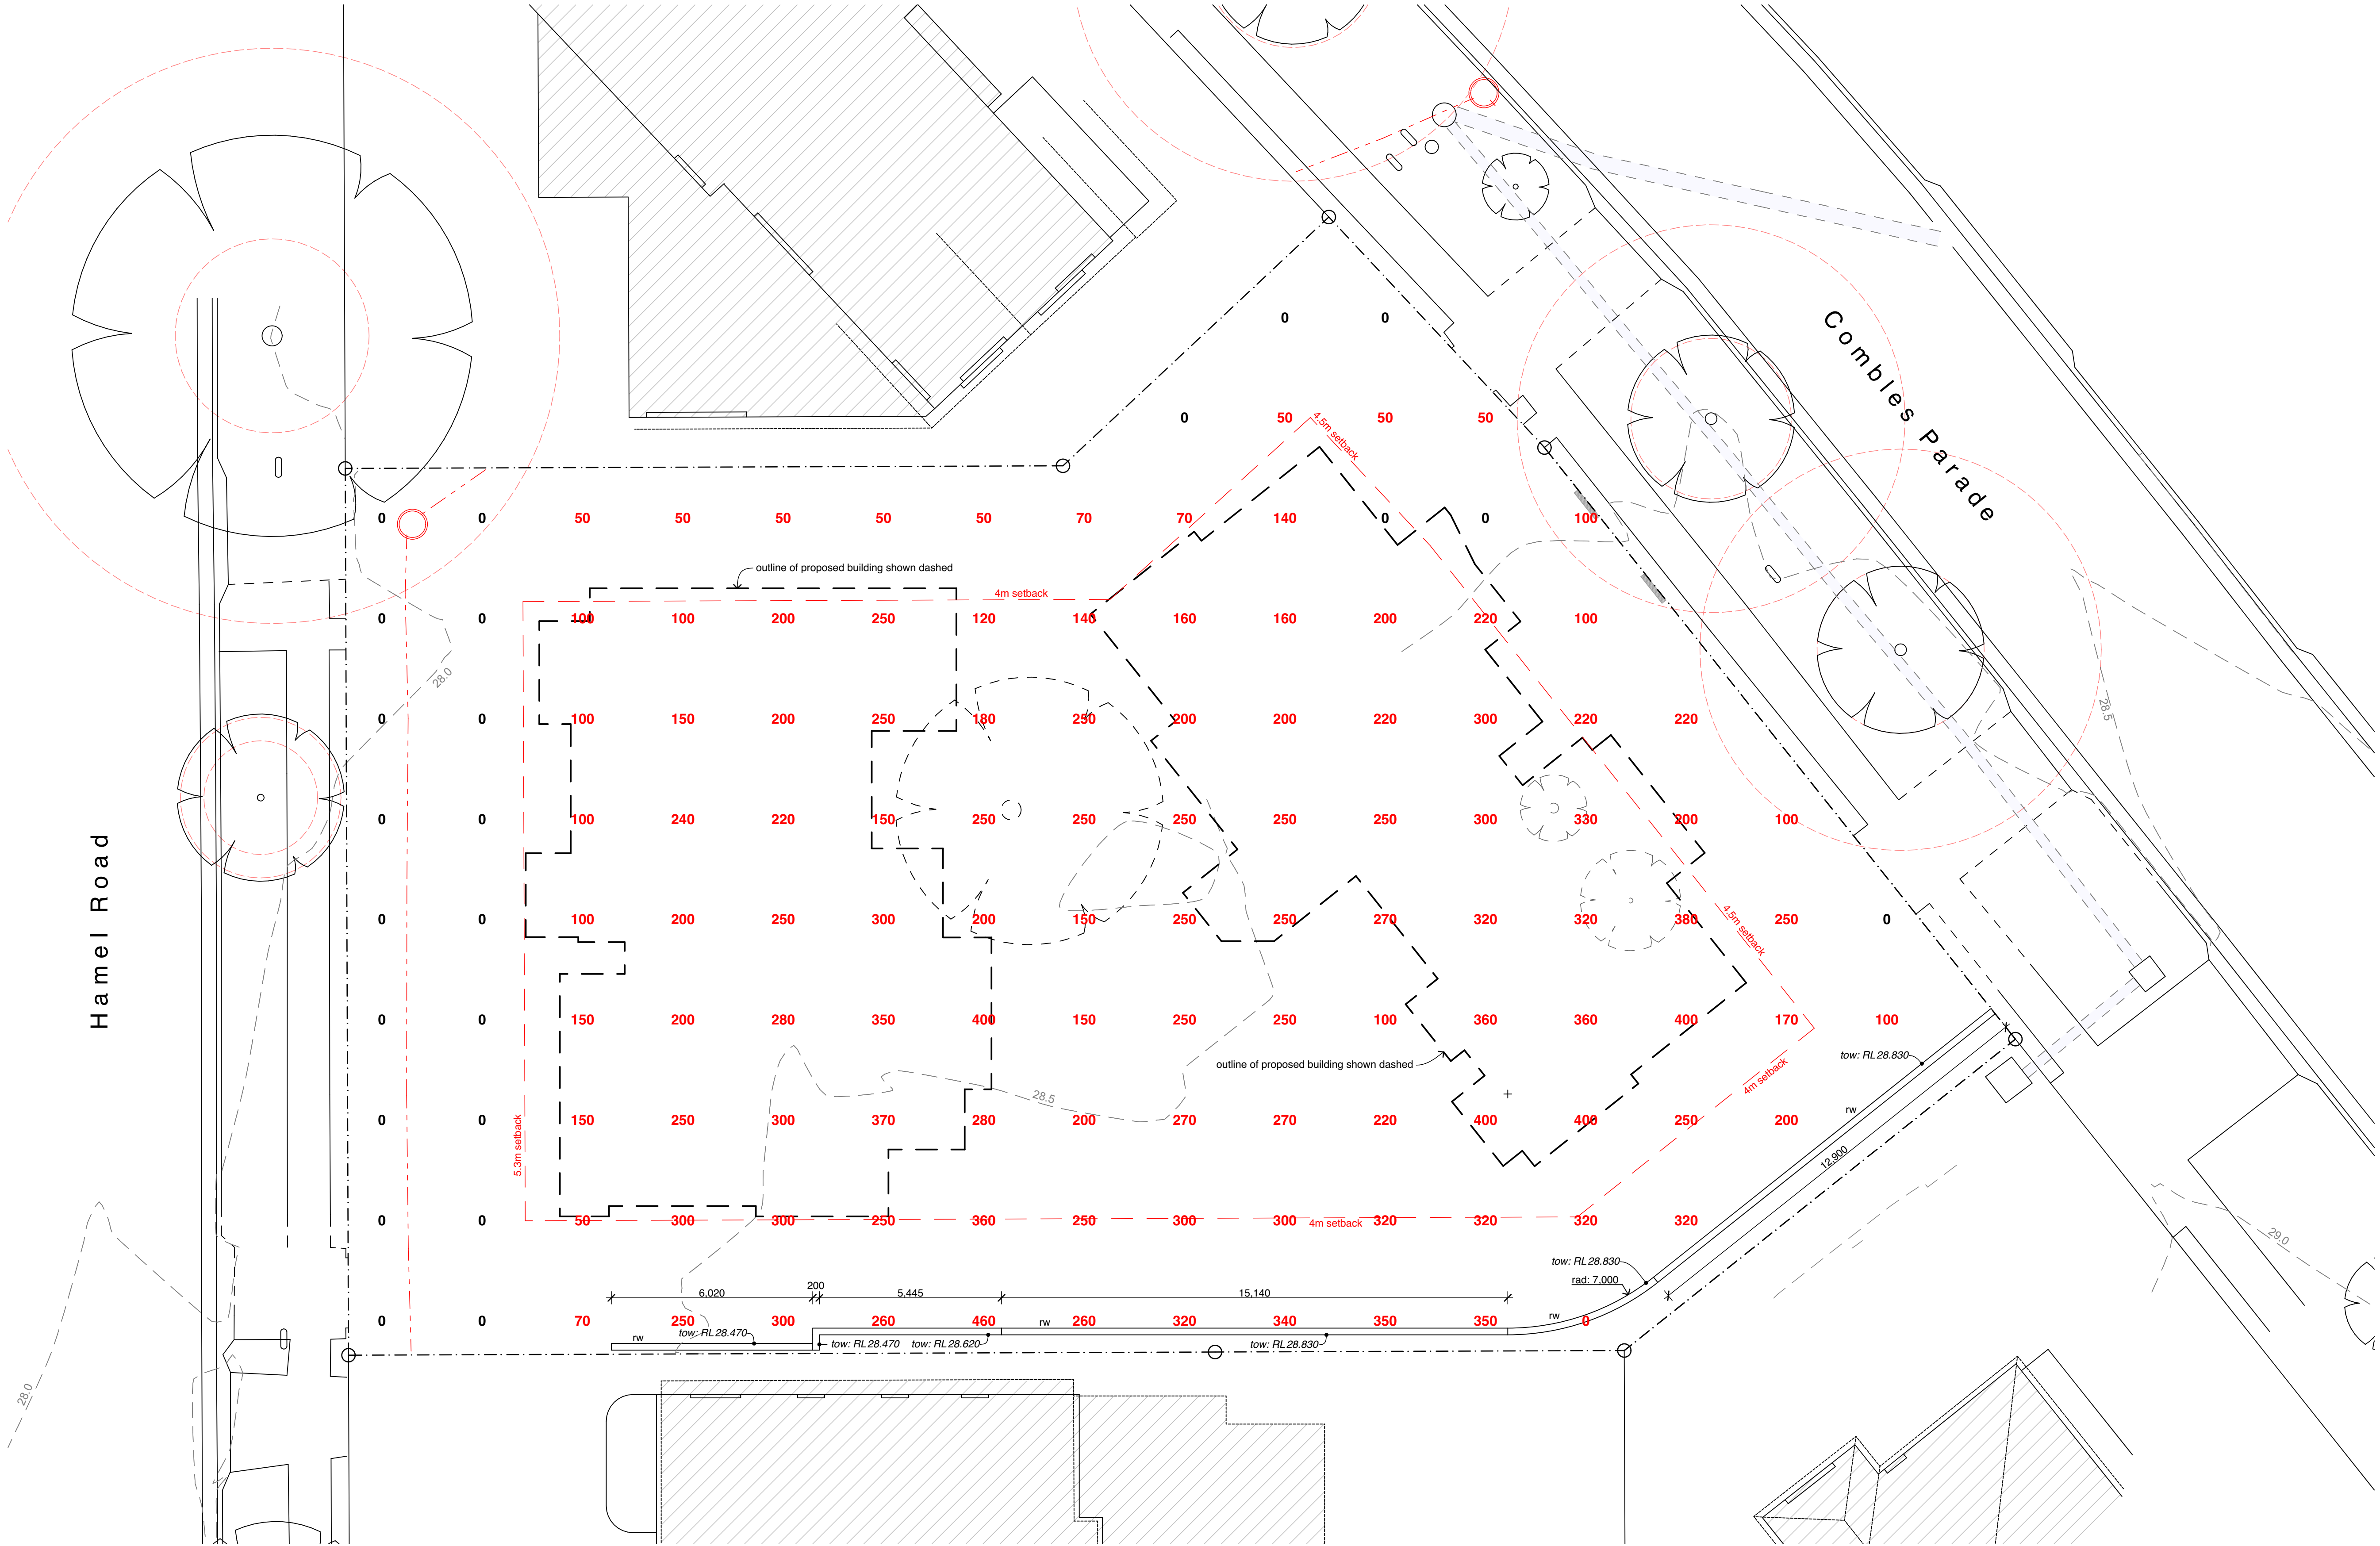 Combles Parade
0 0
4.5m setback
0 50 50 50
0 0 50 50 50 50 50 70 70 140 0 0 100
outline of proposed building shown dashed
4m setback
0 0 100 100 200 250 120 140 160 160 200 220 100
28.0
28.5
0 0 100 150 200 250 180 250 200 200 220 300 220 220
0 0 100 240 220 150 250 250 250 250 250 300 330 200 100
Hamel Road
0 0 100 200 250 300 200 150 250 250 270 320 320 380 250 0
4.5m setback
0 0 150 200 280 350 400 150 250 250 100 360 360 400 170 100
outline of proposed building shown dashed
tow: RL28.830
4m setback
28.5
rw
0 0 150 250 300 370 280 200 270 270 220 400 400 250 200
5.3m setback
12,900
0 0 50 300 300 250 360 250 300 300 320 320 320 320
4m setback
29.0
tow: RL28.830
rad: 7,000
200
6,020 5,445 15,140
0 0 70 250 300 260 460 260 320 340 350 350 0
rw
rw
rw
tow: RL28.470
tow: RL28.470
tow: RL28.620
tow: RL28.830
28.0